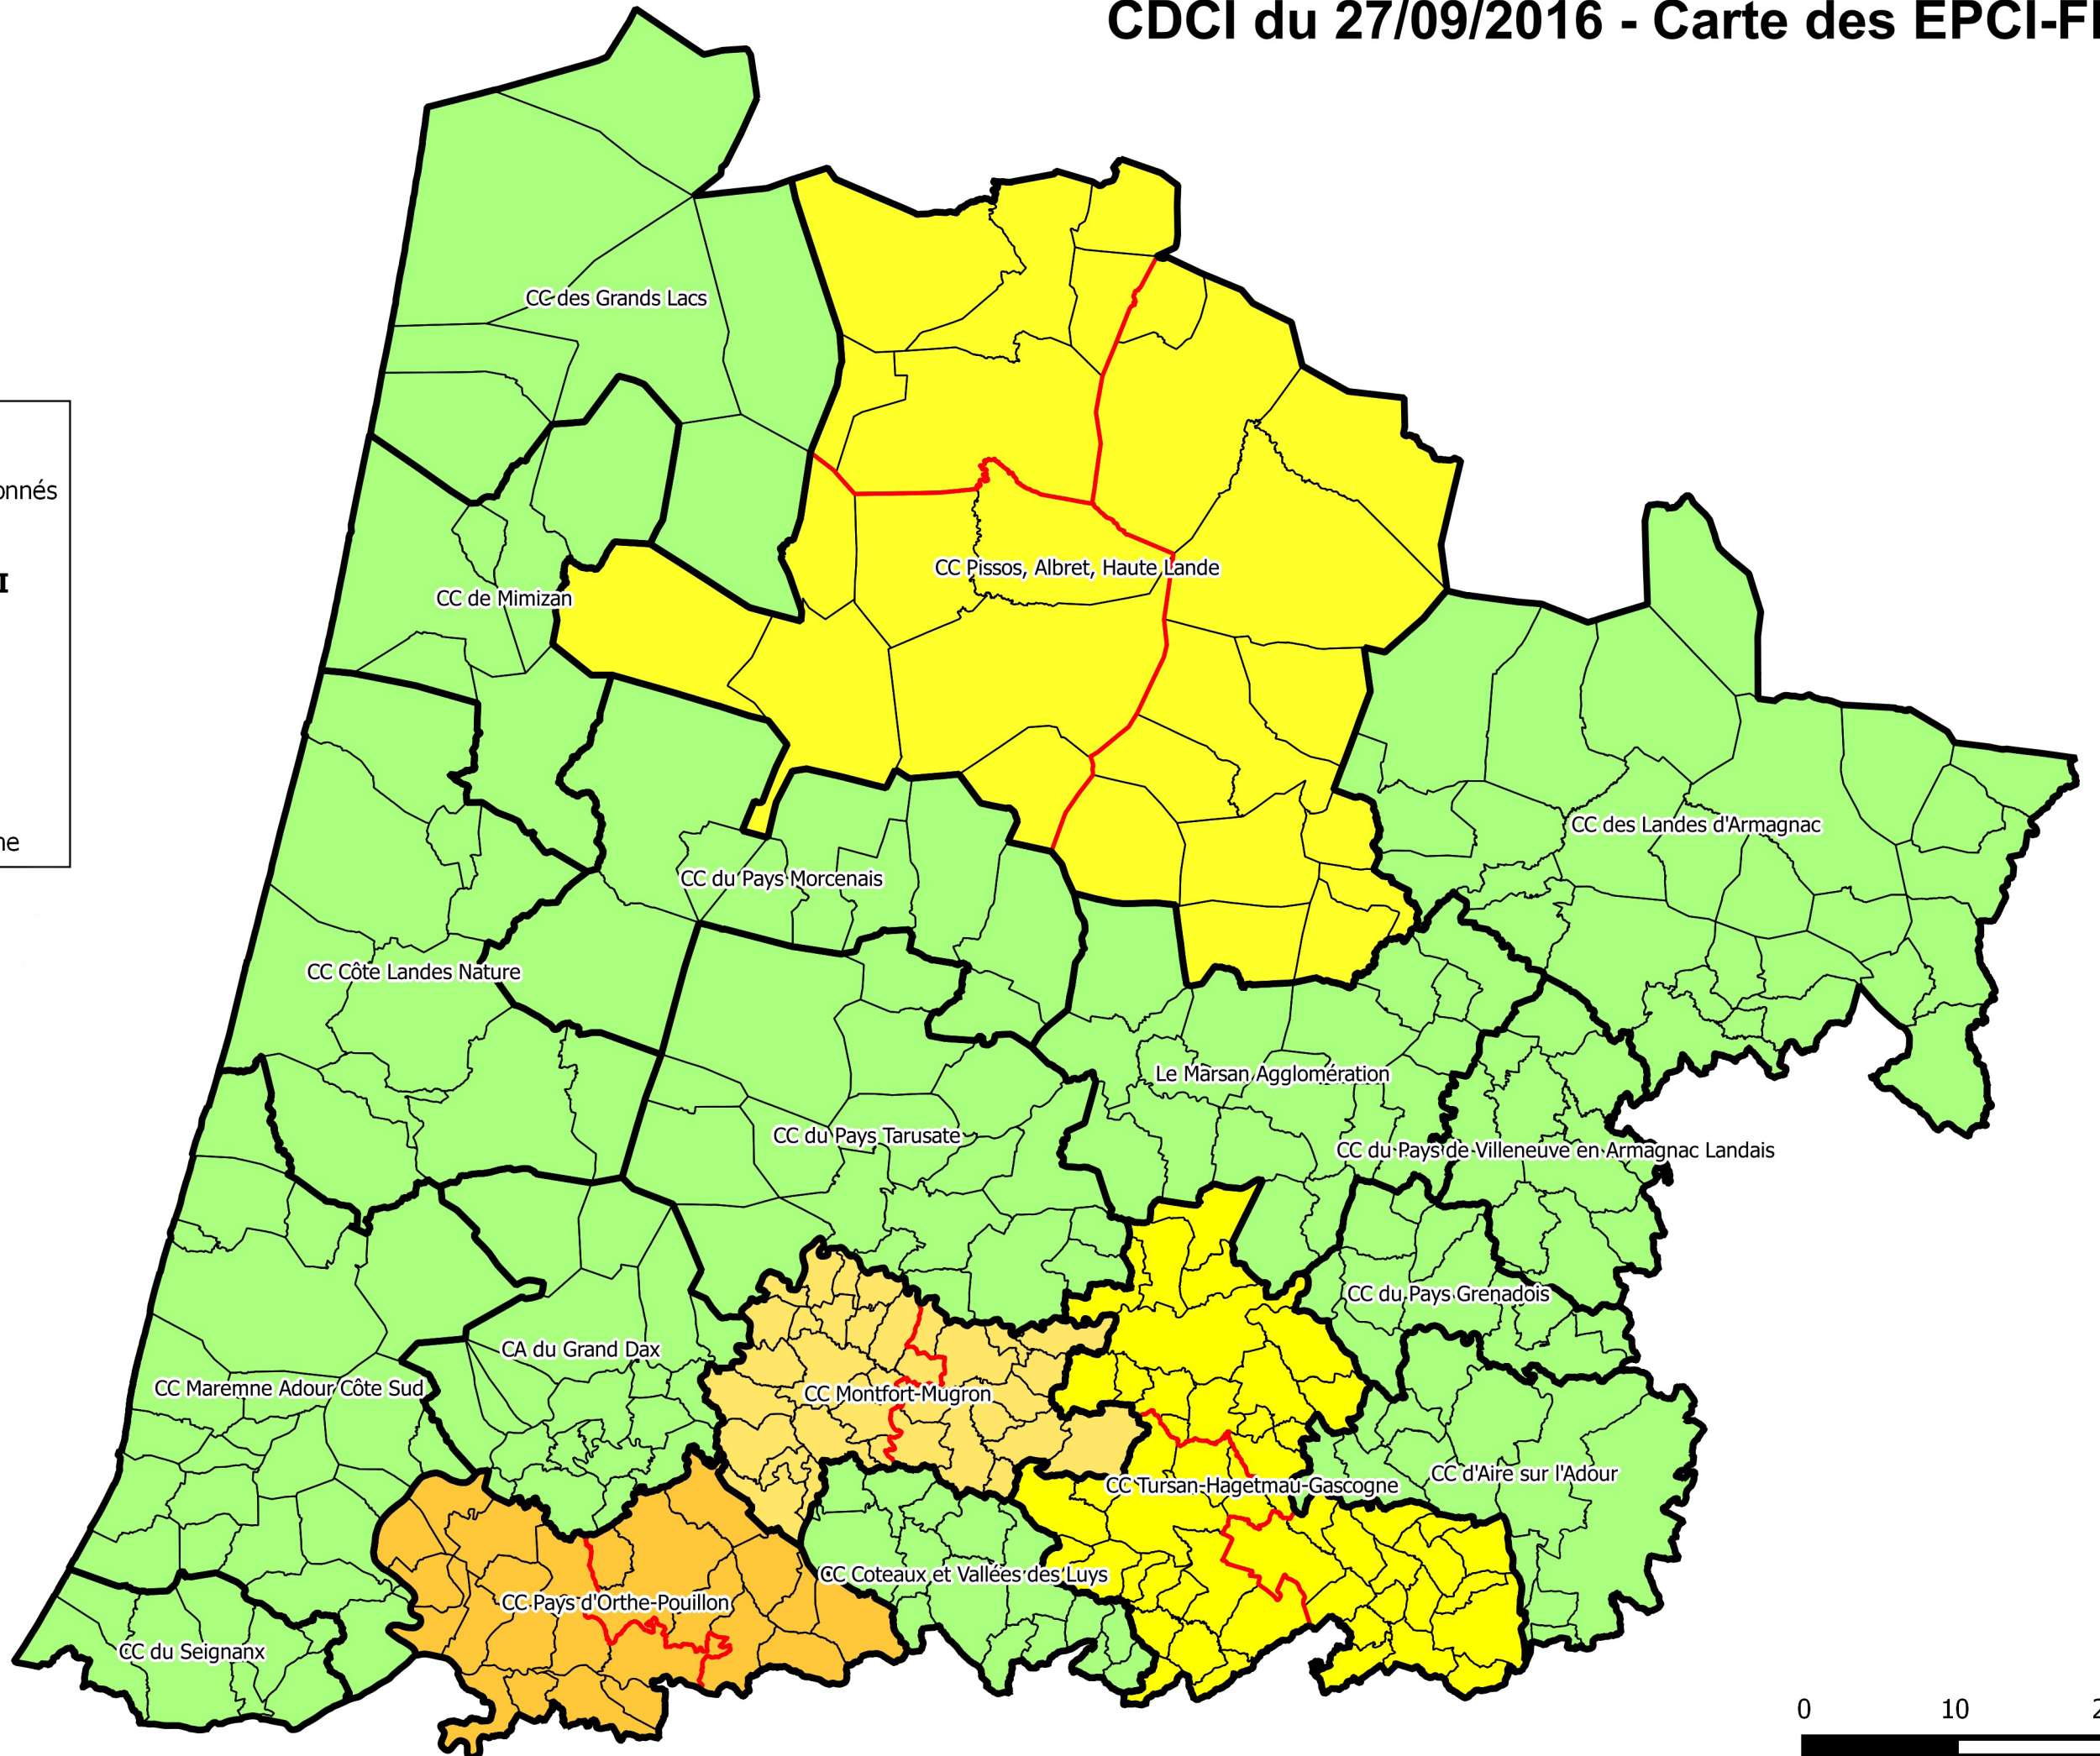 CDCI du 27/09/2016 - Carte des EPCI-F
CC des Grands Lacs
onnés
CC Pissos, Albret, Haute Lande
I
CC de Mimizan
CC des Landes d'Armagnac
ne
CC du Pays Morcenais
CC Côte Landes Nature
Le Marsan Agglomération
CC du Pays Tarusate
CC du Pays de Villeneuve en Armagnac Landais
CC du Pays Grenadois
CA du Grand Dax
CC Maremne Adour Côte Sud
CC Montfort-Mugron
CC d'Aire sur l'Adour
CC Tursan-Hagetmau-Gascogne
CC Coteaux et Vallées des Luys
CC Pays d'Orthe-Pouillon
CC du Seignanx
0 10 2